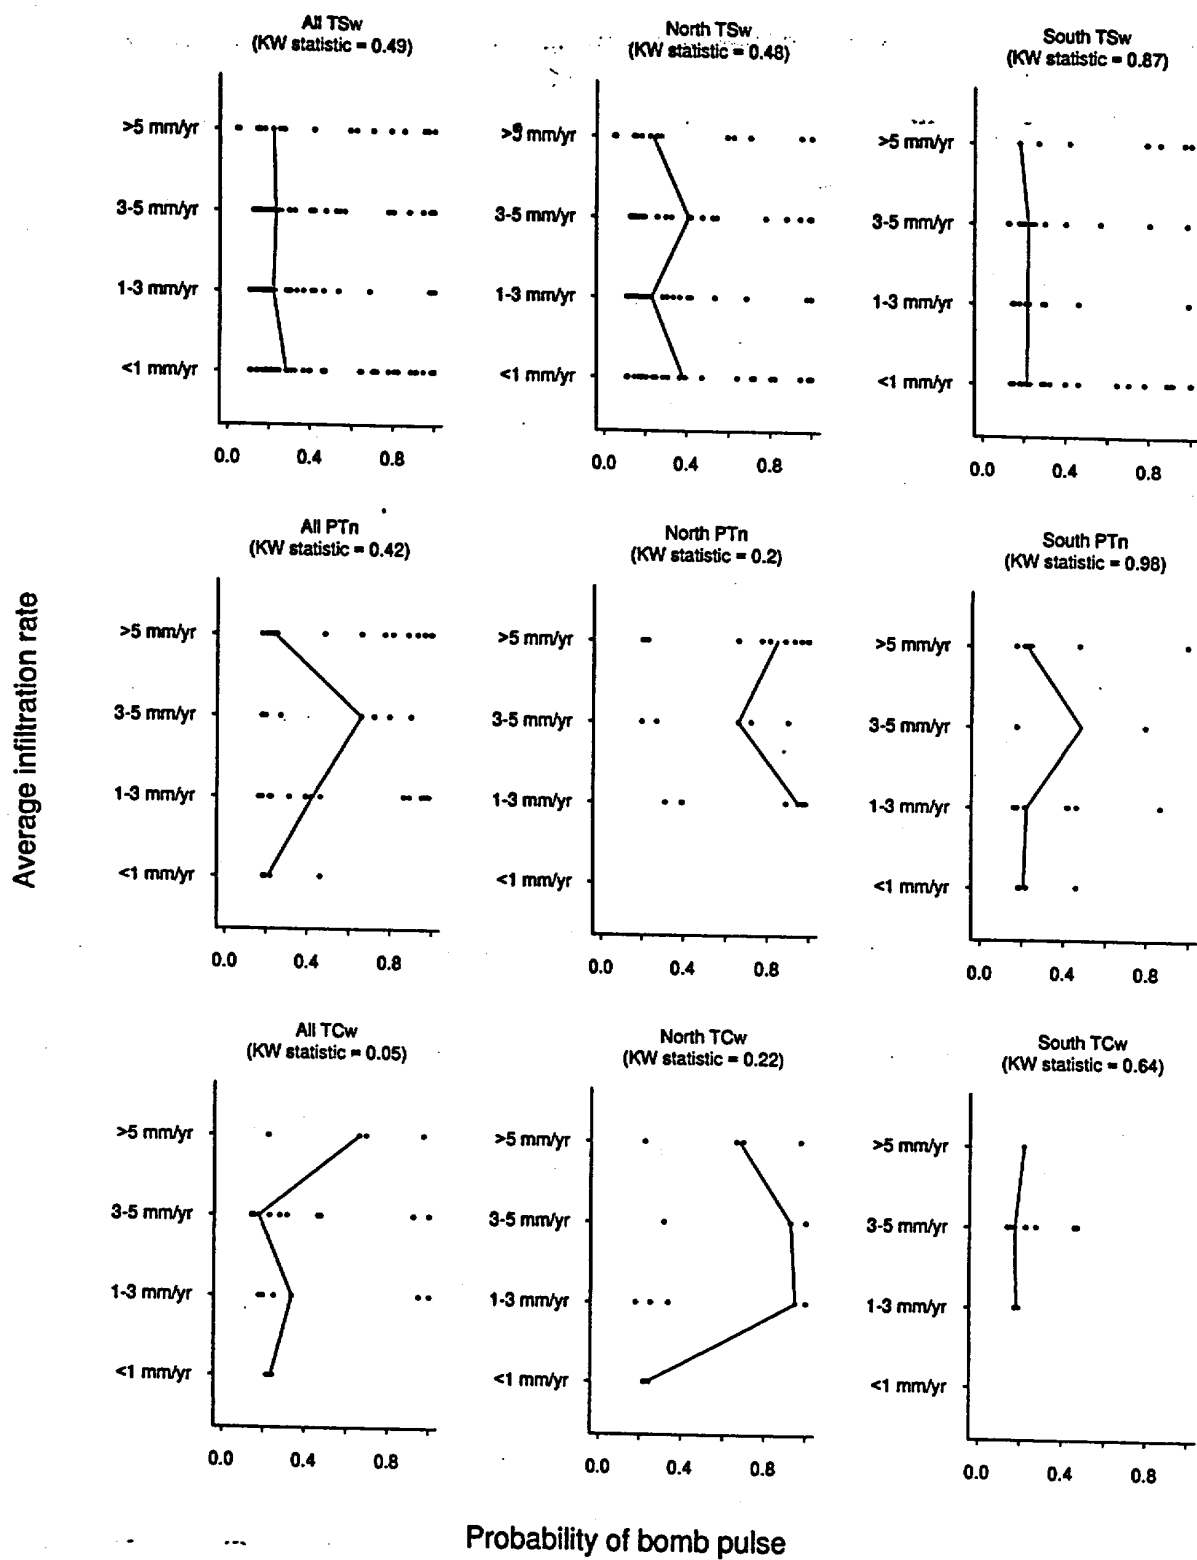 All TSw
(KW statistic = 0.49)
North TSw
(KW statistic = 0.48)
South TSw
(KW statistic = 0.87)
>5 mm/yr
3-5 mm/yr
1-3 mm/yr
<1 mm/yr
0.0 0.4 0.8
>5 mm/yr
3-5 mm/yr
1-3 mm/yr
<1 mm/yr
0.0 0.4 0.8
>5 mm/yr
3-5 mm/yr
1-3 mm/yr
<1 mm/yr
0.0 0.4 0.8
All PTn
(KW statistic = 0.42)
North PTn
(KW statistic = 0.2)
South PTn
(KW statistic = 0.98)
>5 mm/yr
3-5 mm/yr
1-3 mm/yr
<1 mm/yr
0.0 0.4 0.8
>5 mm/yr
3-5 mm/yr
1-3 mm/yr
<1 mm/yr
0.0 0.4 0.8
>5 mm/yr
3-5 mm/yr
1-3 mm/yr
<1 mm/yr
0.0 0.4 0.8
Average infiltration rate
All TCw
(KW statistic = 0.05)
North TCw
(KW statistic = 0.22)
South TCw
(KW statistic = 0.64)
>5 mm/yr
3-5 mm/yr
1-3 mm/yr
<1 mm/yr
0.0 0.4 0.8
>5 mm/yr
3-5 mm/yr
1-3 mm/yr
<1 mm/yr
0.0 0.4 0.8
>5 mm/yr
3-5 mm/yr
1-3 mm/yr
<1 mm/yr
0.0 0.4 0.8
Probability of bomb pulse